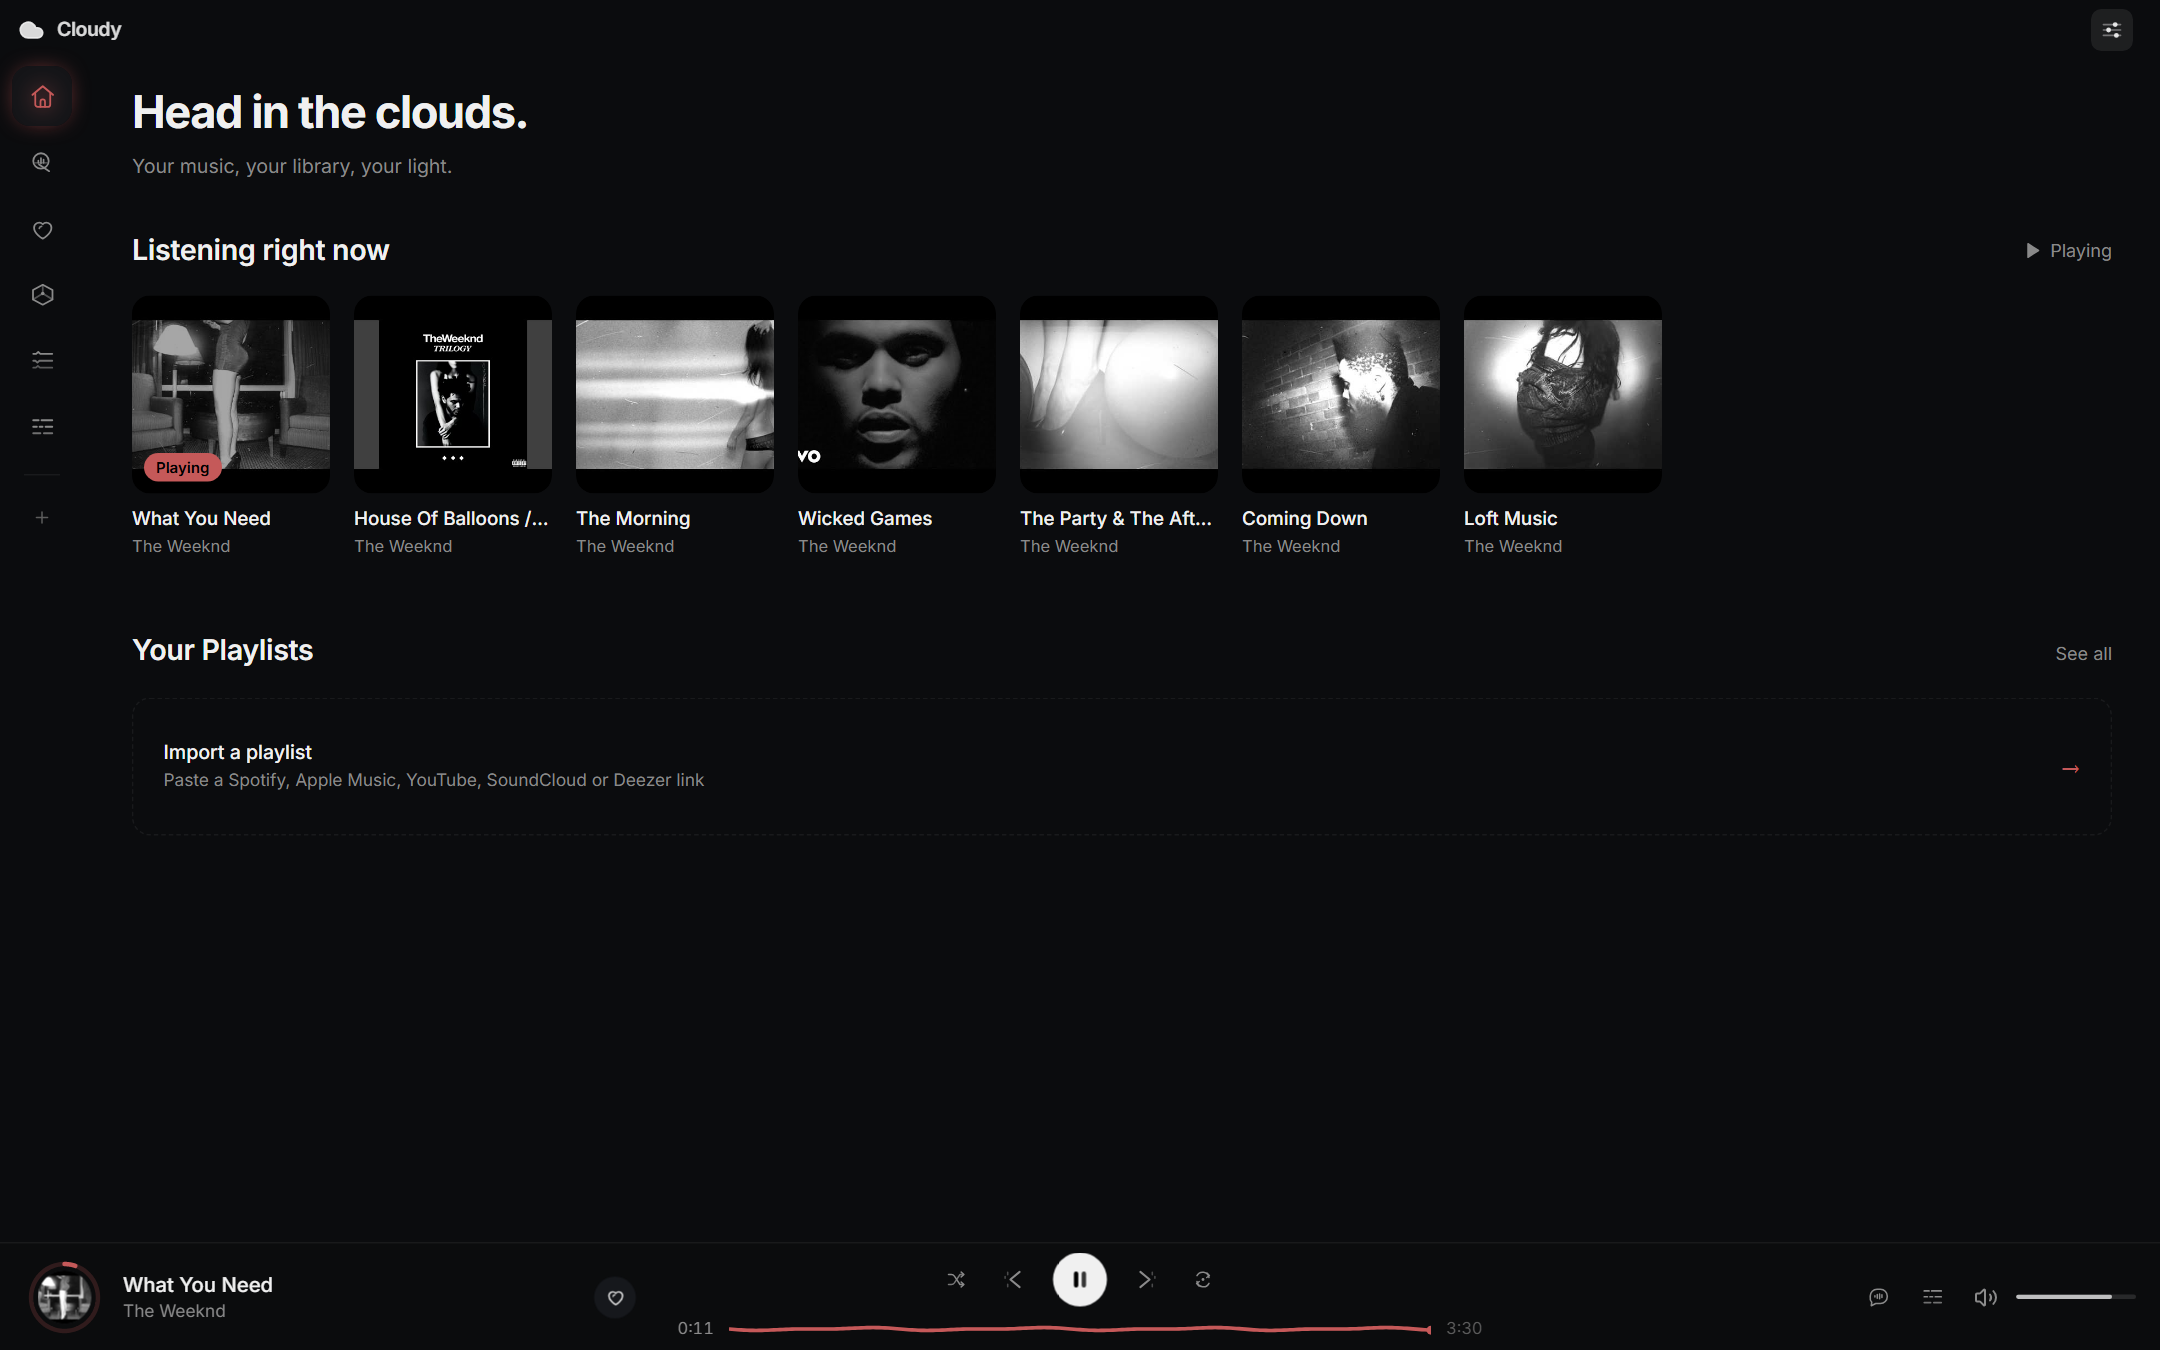 Cloudy
Head in the clouds.
Your music, your library, your light.
Listening right now
Playing
TheWeeknd
TRILOGY
vo
Playing
What You Need
The Weeknd
House Of Balloons /...
The Weeknd
The Morning
The Weeknd
Wicked Games
The Weeknd
The Party & The Aft...
The Weeknd
Coming Down
The Weeknd
Loft Music
The Weeknd
Your Playlists
See all
Import a playlist
Paste a Spotify, Apple Music, YouTube, SoundCloud or Deezer link
What You Need
The Weeknd
0:11
3:30